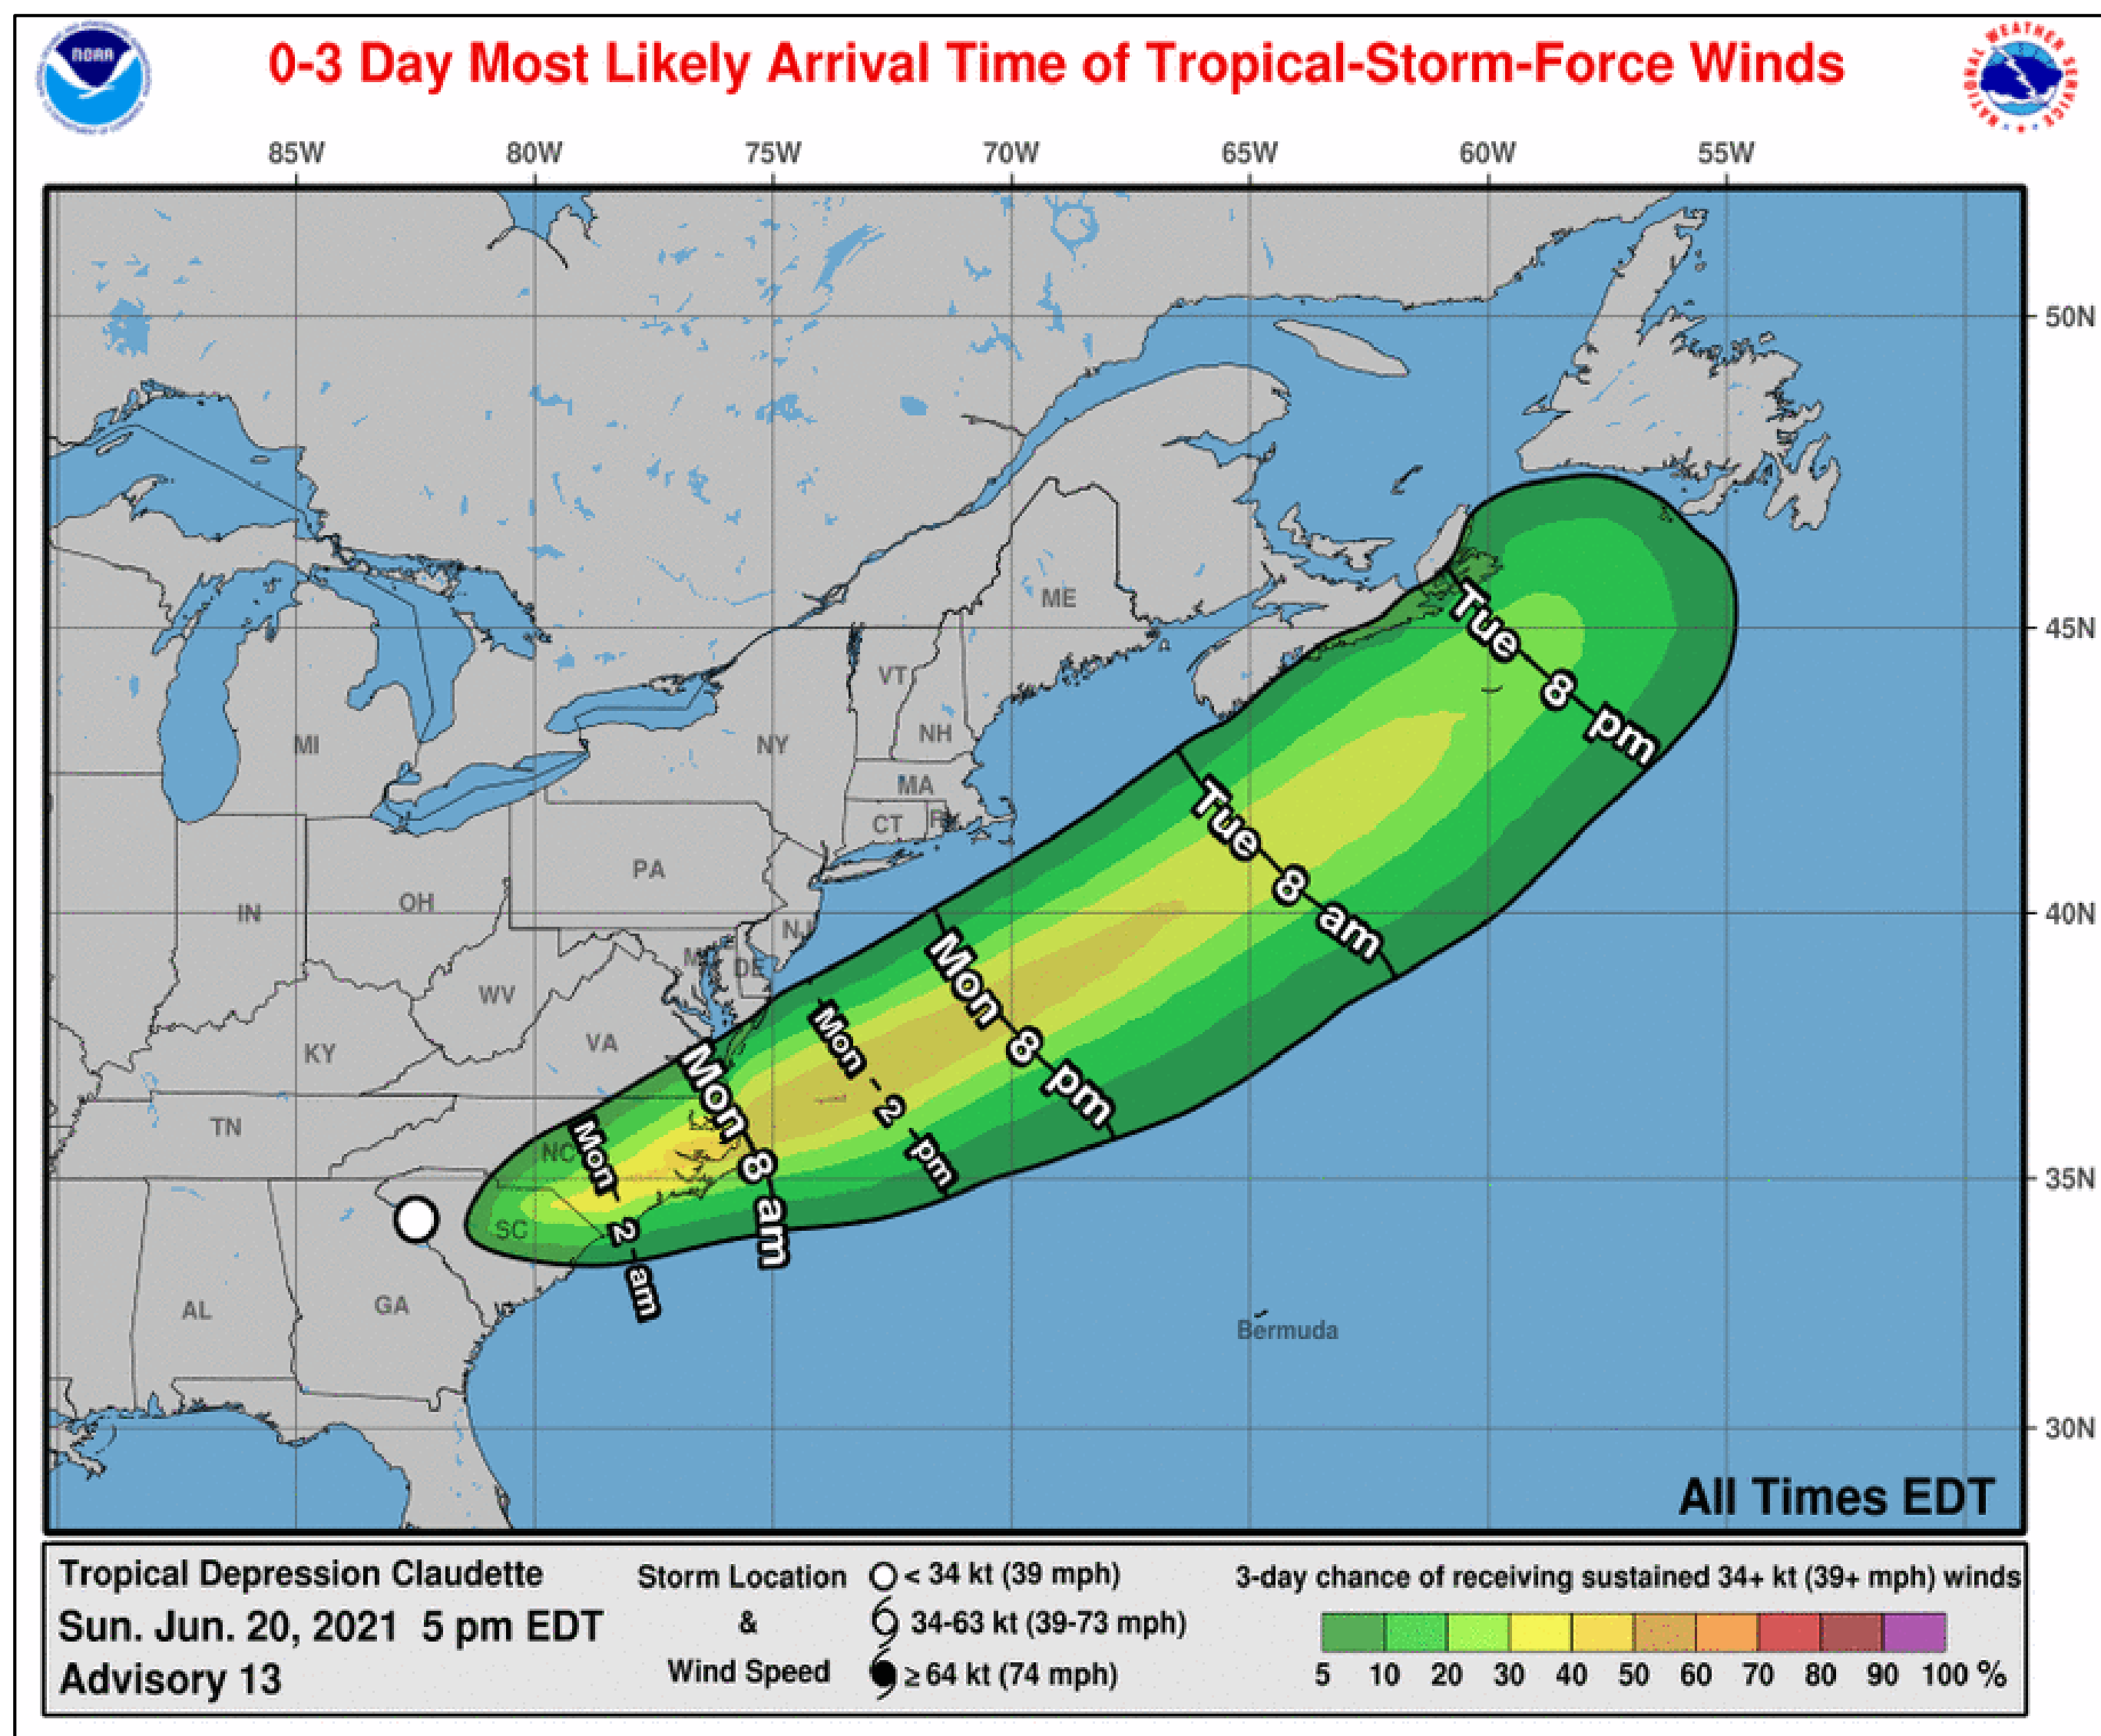 NOAA
0-3 Day Most Likely Arrival Time of Tropical-Storm-Force Winds
NATIONAL WEATHER SERVICE
85W 80W 75W 70W 65W 60W 55W
50N
45N
40N
35N
30N
ME
VT
NH
MI
NY
MA
CT
PA
OH
IN
NJ
DE
WV
VA
KY
TN
NC
SC
AL
GA
Bermuda
Tue 8 pm
Tue 8 am
Mon 8 pm
Mon 2 pm
Mon 8 am
Mon 2 am
All Times EDT
Tropical Depression Claudette
Sun. Jun. 20, 2021 5 pm EDT
Advisory 13
Storm Location
&
Wind Speed
< 34 kt (39 mph)
34-63 kt (39-73 mph)
≥ 64 kt (74 mph)
3-day chance of receiving sustained 34+ kt (39+ mph) winds
5 10 20 30 40 50 60 70 80 90 100 %